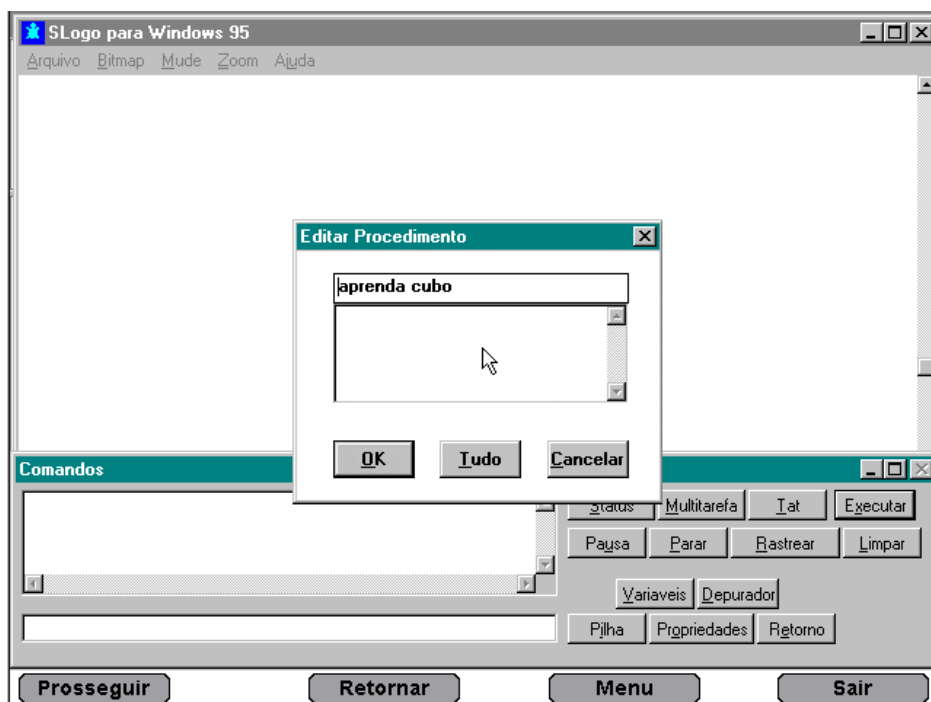 SLogo para Windows 95
Arquivo Bitmap Mude Zoom Ajuda
Editar Procedimento
aprenda cubo
OK Tudo Cancelar
Comandos
Status Multitarefa Tat Executar
Pausa Parar Rastrear Limpar
Variaveis Depurador
Pilha Propriedades Retorno
Prosseguir Retornar Menu Sair